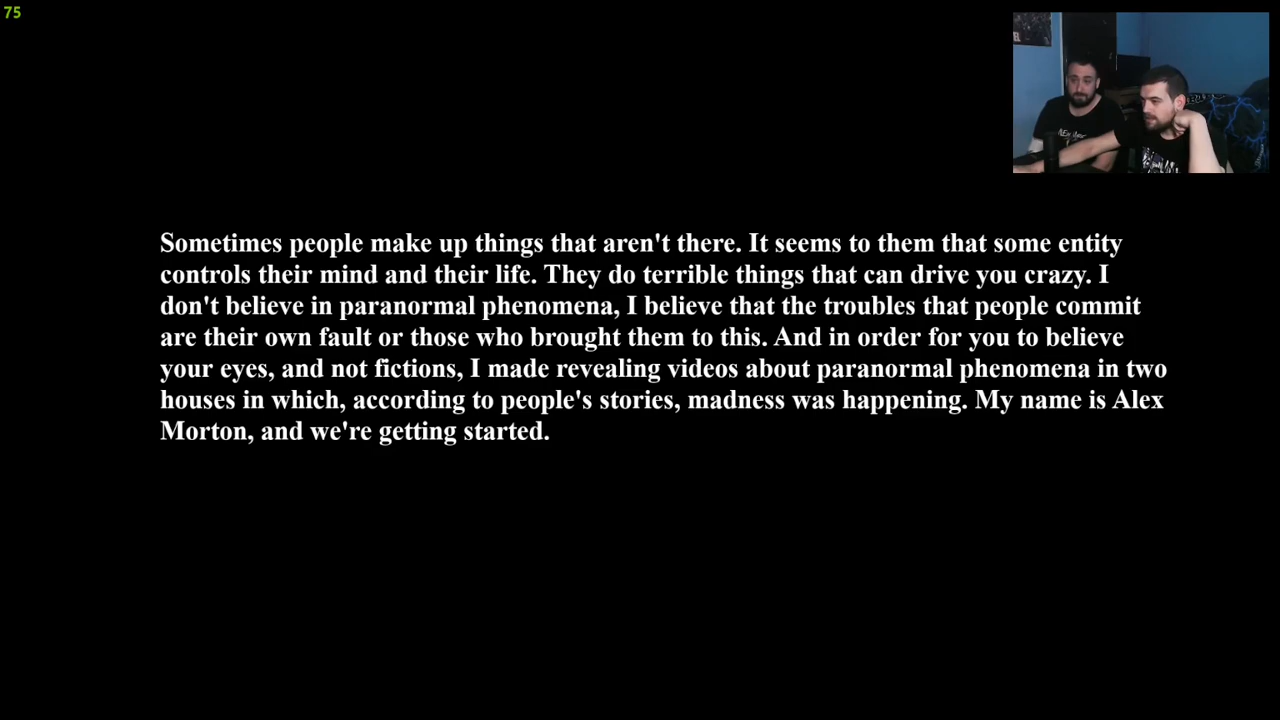 75
Sometimes people make up things that aren't there. It seems to them that some entity
controls their mind and their life. They do terrible things that can drive you crazy. I
don't believe in paranormal phenomena, I believe that the troubles that people commit
are their own fault or those who brought them to this. And in order for you to believe
your eyes, and not fictions, I made revealing videos about paranormal phenomena in two
houses in which, according to people's stories, madness was happening. My name is Alex
Morton, and we're getting started.